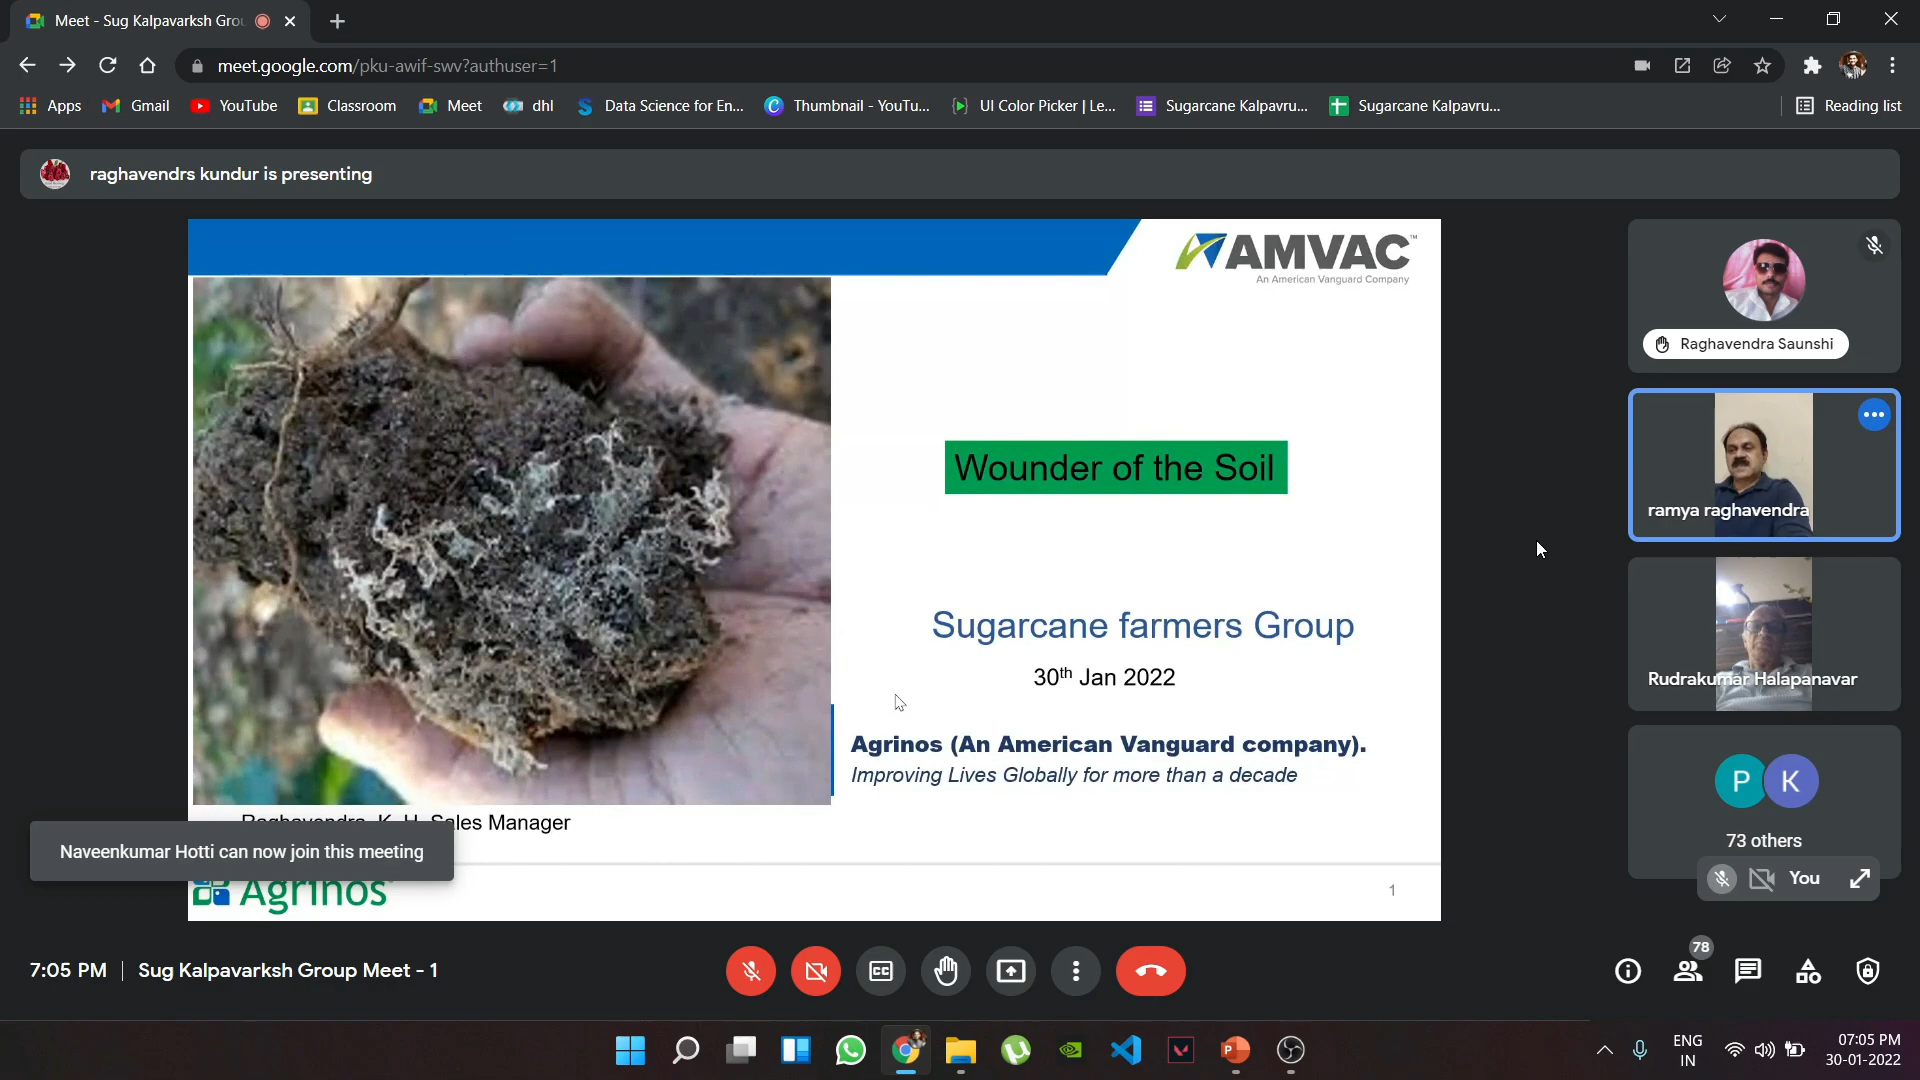 Meet - Sug Kalpavarksh Grou
meet.google.com/pku-awif-swv?authuser=1
Apps
Gmail
YouTube
Classroom
Meet
dhl
Data Science for En...
Thumbnail - YouTu...
UI Color Picker | Le...
Sugarcane Kalpavru...
Sugarcane Kalpavru...
Reading list
raghavendrs kundur is presenting
AMVAC™
An American Vanguard Company
Raghavendra Saunshi
Wounder of the Soil
ramya raghavendra
Sugarcane farmers Group
30th Jan 2022
Rudrakumar Halapanavar
Agrinos (An American Vanguard company).
Improving Lives Globally for more than a decade
P K
73 others
Raghavendra K. H. Sales Manager
Naveenkumar Hotti can now join this meeting
You
Agrinos
1
7:05 PM | Sug Kalpavarksh Group Meet - 1
CC
78
ENG
IN
07:05 PM
30-01-2022